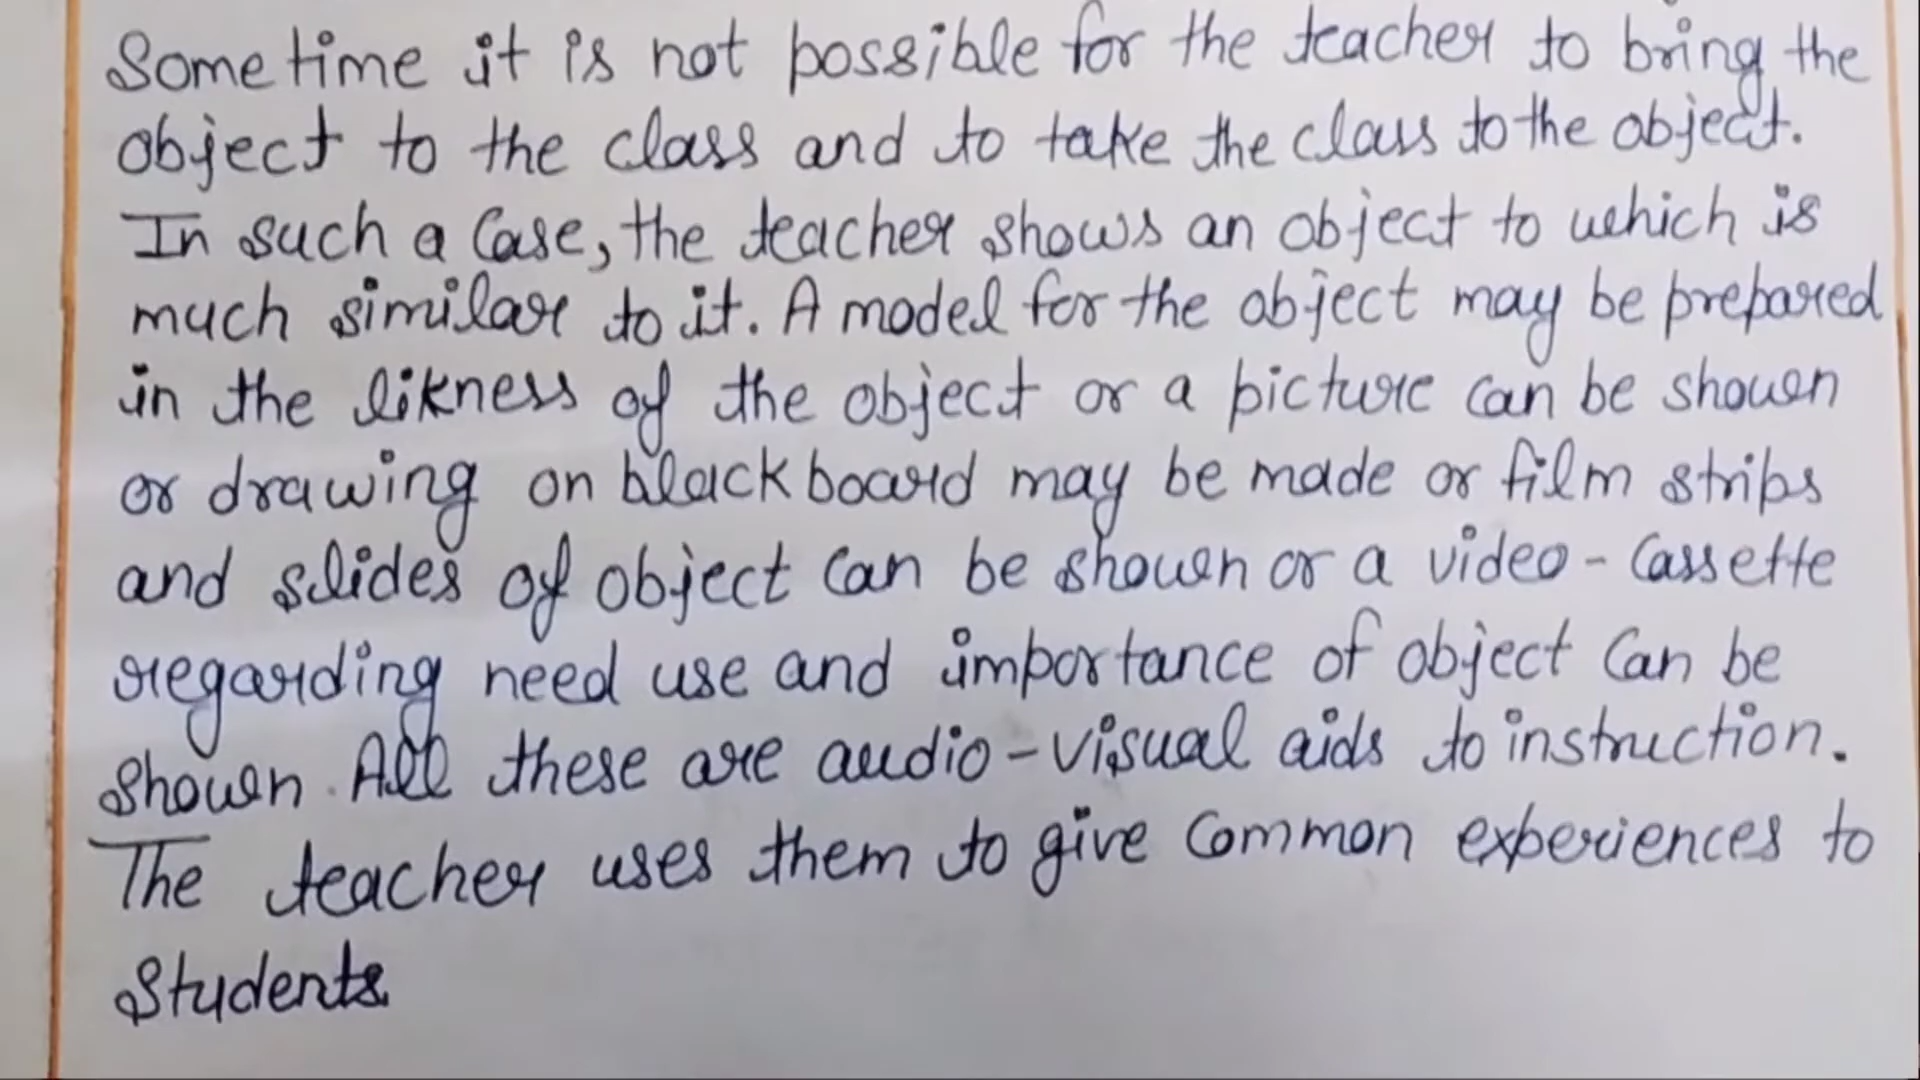 Sometime it is not possible for the teacher to bring the
object to the class and to take the class to the object.
In such a Case, the teacher shows an object to which is
much similar to it. A model for the object may be prepared
in the likness of the object or a picture can be shown
or drawing on blackboard may be made or film strips
and slides of object can be shown or a video-Cassette
regarding need use and importance of object Can be
shown. All these are audio-visual aids to instruction.
The teacher uses them to give Common experiences to
Students